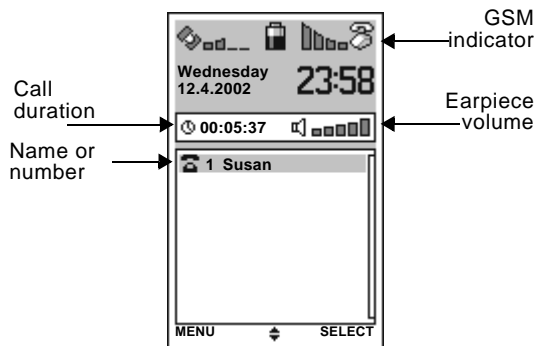 GSM
indicator
Wednesday
12.4.2002
23:58
Call
duration
00:05:37
Earpiece
volume
Name or
number
1 Susan
MENU
SELECT